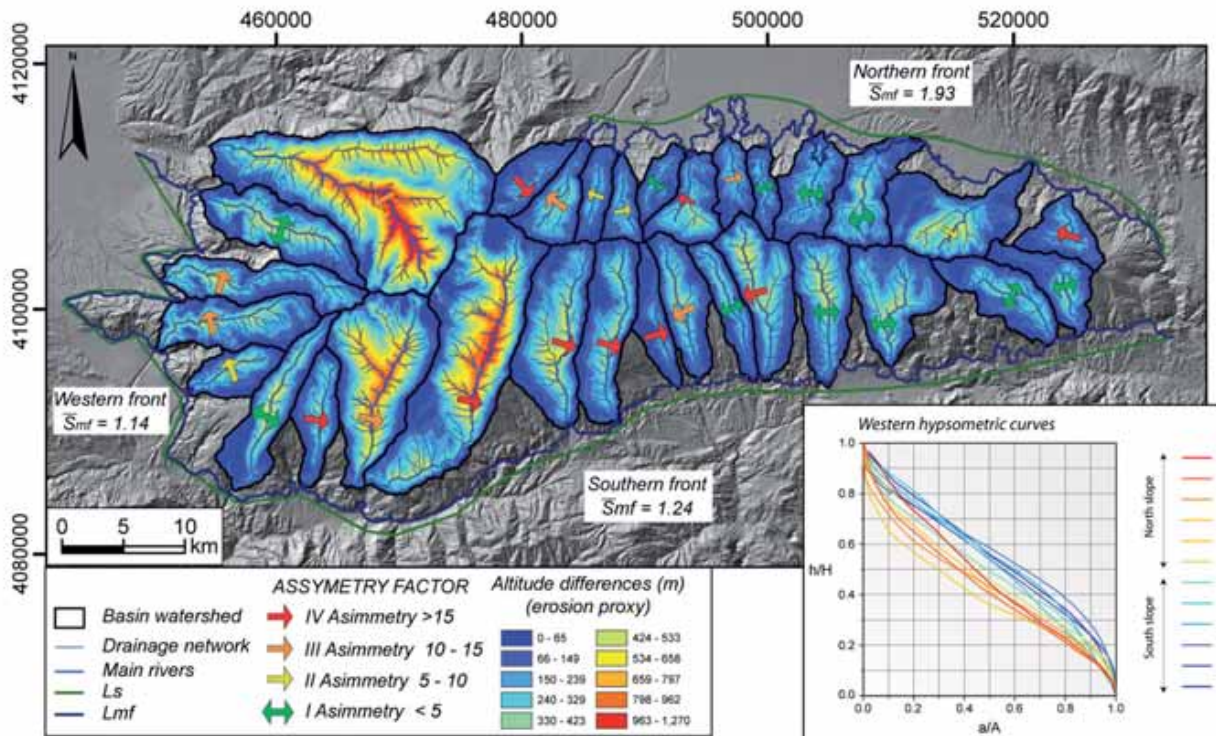 460000
480000
500000
520000
4120000
4100000
4080000
N
Northern front
S̅mf = 1.93
Western front
S̅mf = 1.14
Southern front
S̅mf = 1.24
0 5 10
km
Basin watershed
Drainage network
Main rivers
Ls
Lmf
ASSYMETRY FACTOR
IV Asimmetry >15
III Asimmetry 10 - 15
II Asimmetry 5 - 10
I Asimmetry < 5
Altitude differences (m)
(erosion proxy)
0 - 65
66 - 149
150 - 239
240 - 329
330 - 423
424 - 533
534 - 658
659 - 797
798 - 962
963 - 1,270
Western hypsometric curves
1.0
0.8
0.6
h/H
0.4
0.2
0.0
0.0 0.2 0.4 0.6 0.8 1.0
a/A
North slope
South slope